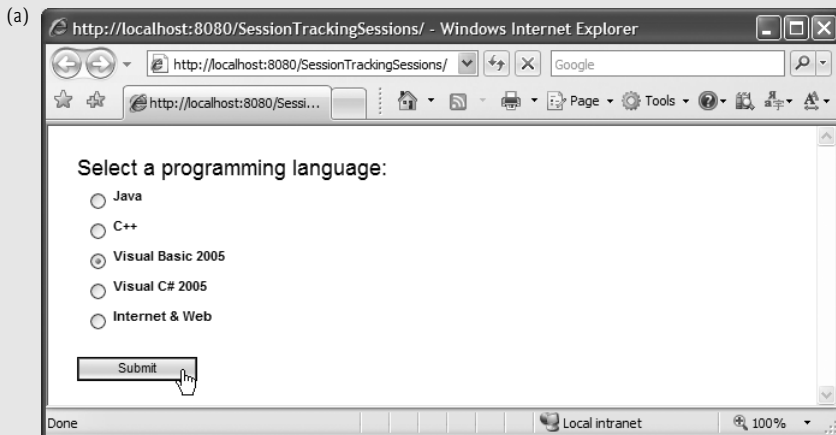 (a)
http://localhost:8080/SessionTrackingSessions/ - Windows Internet Explorer
http://localhost:8080/SessionTrackingSessions/
Google
http://localhost:8080/Sessi...
Page
Tools
Select a programming language:
Java
C++
Visual Basic 2005
Visual C# 2005
Internet & Web
Submit
Done
Local intranet
100%